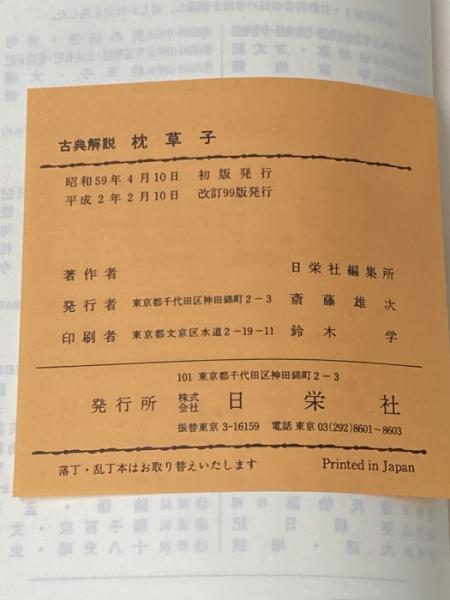 古典解説 枕草子
昭和59年4月10日 初版発行
平成2年2月10日 改訂99版発行
著作者 日栄社編集所
発行者 東京都千代田区神田錦町2-3 斎藤雄次
印刷者 東京都文京区水道2-19-11 鈴木学
101 東京都千代田区神田錦町2-3
発行所 株式会社 日栄社
振替東京3-16159 電話 東京03(292)8601~8603
落丁・乱丁本はお取り替えいたします Printed in Japan